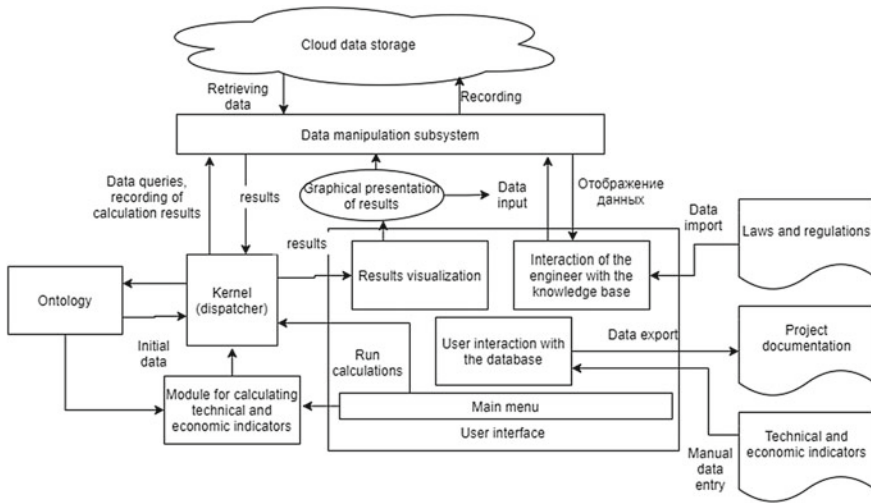 Cloud data storage
Retrieving
data
Recording
Data manipulation subsystem
Data queries,
recording of
calculation results
results
Graphical presentation
of results
Data
input
Отображение
данных
Data
import
Laws and regulations
results
Results visualization
Interaction of the
engineer with the
knowledge base
Ontology
Kernel
(dispatcher)
Initial
data
Run
calculations
User interaction with
the database
Data export
Project
documentation
Module for calculating
technical and
economic indicators
Main menu
User interface
Manual
data
entry
Technical and
economic indicators